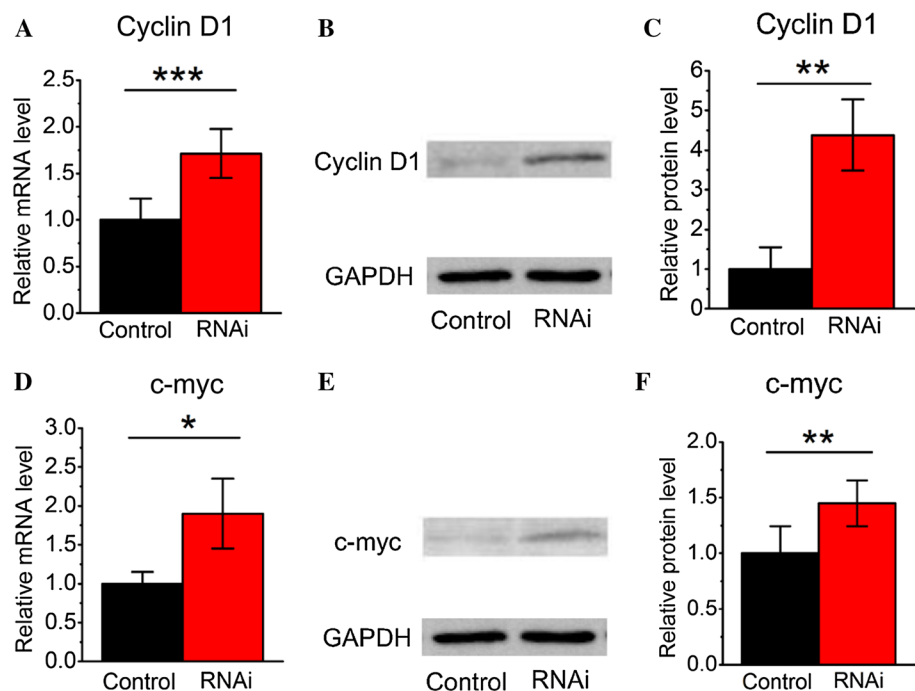 A
Cyclin D1
***
Relative mRNA level
2.5
2.0
1.5
1.0
0.5
0.0
Control RNAi
B
Cyclin D1
GAPDH
Control RNAi
C
Cyclin D1
**
Relative protein level
6
5
4
3
2
1
0
Control RNAi
D
c-myc
*
Relative mRNA level
3.0
2.5
2.0
1.5
1.0
0.5
0.0
Control RNAi
E
c-myc
GAPDH
Control RNAi
F
c-myc
**
Relative protein level
2.0
1.5
1.0
0.5
0.0
Control RNAi